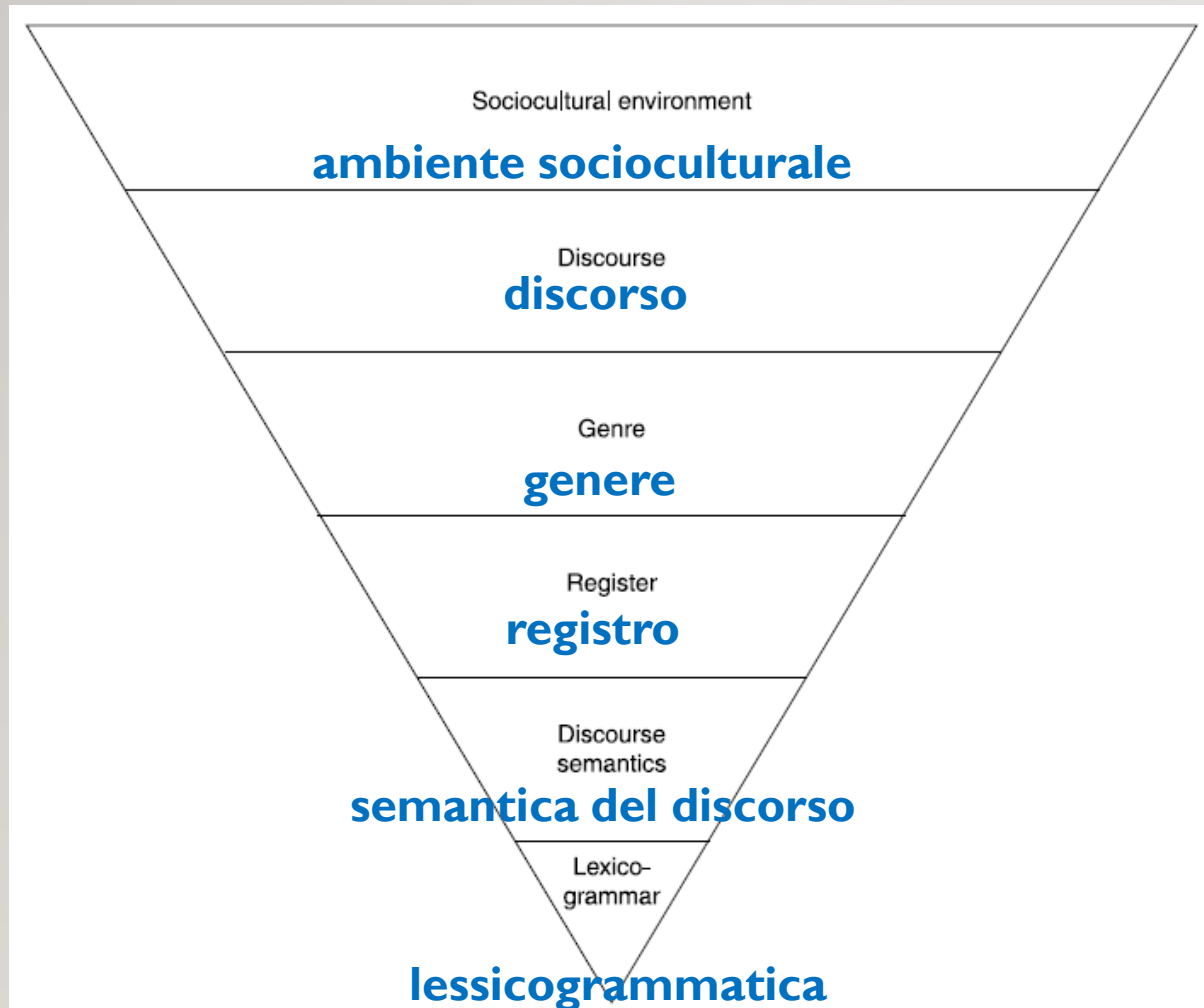 Sociocultural environment
ambiente socioculturale
Discourse
discorso
Genre
genere
Register
registro
Discourse
semantics
semantica del discorso
Lexico–
grammar
lessicogrammatica